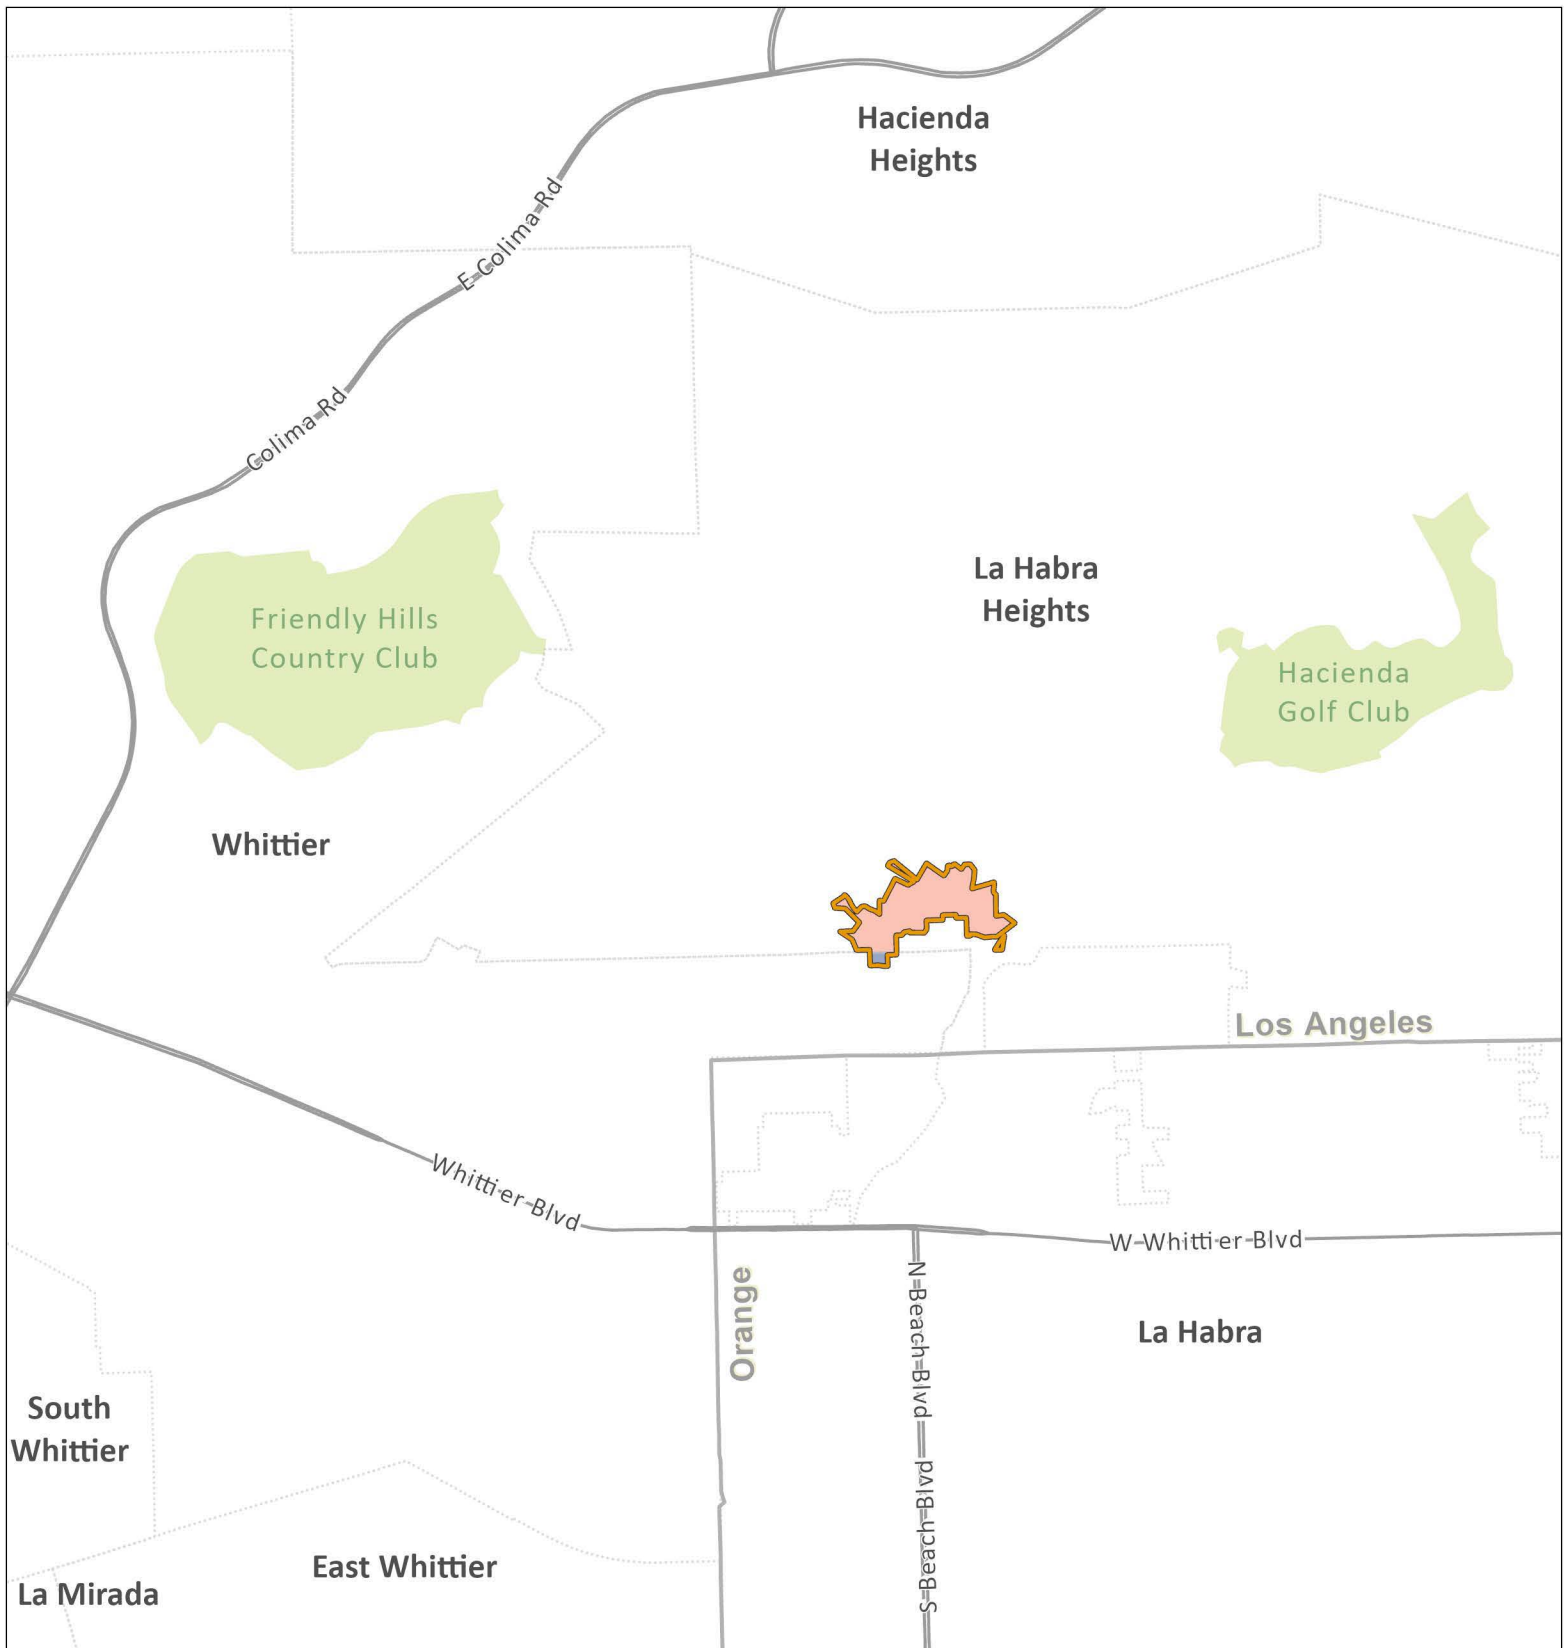 Hacienda
Heights
E Colima Rd
Colima Rd
La Habra
Heights
Friendly Hills
Country Club
Hacienda
Golf Club
Whittier
Los Angeles
Whittier Blvd
W Whittier Blvd
Orange
N Beach Blvd
La Habra
South
Whittier
S Beach Blvd
East Whittier
La Mirada